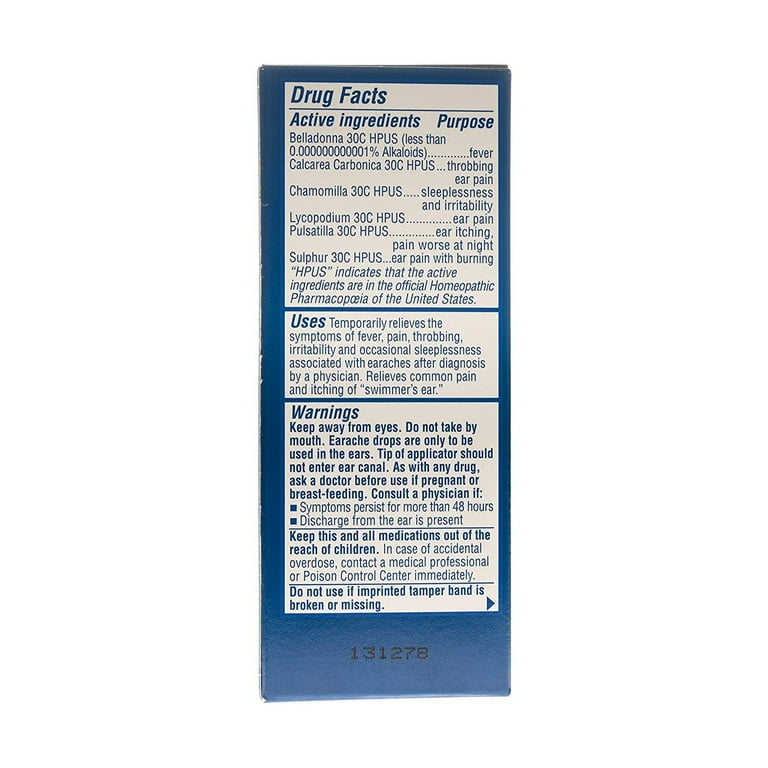 Drug Facts
Active ingredients Purpose
Belladonna 30C HPUS (less than
0.000000000001% Alkaloids)............fever
Calcarea Carbonica 30C HPUS...throbbing
ear pain
Chamomilla 30C HPUS.....sleeplessness
and irritability
Lycopodium 30C HPUS..............ear pain
Pulsatilla 30C HPUS.............ear itching,
pain worse at night
Sulphur 30C HPUS...ear pain with burning
"HPUS" indicates that the active
ingredients are in the official Homeopathic
Pharmacopœia of the United States.
Uses Temporarily relieves the
symptoms of fever, pain, throbbing,
irritability and occasional sleeplessness
associated with earaches after diagnosis
by a physician. Relieves common pain
and itching of "swimmer's ear."
Warnings
Keep away from eyes. Do not take by
mouth. Earache drops are only to be
used in the ears. Tip of applicator should
not enter ear canal. As with any drug,
ask a doctor before use if pregnant or
breast-feeding. Consult a physician if:
■ Symptoms persist for more than 48 hours
■ Discharge from the ear is present
Keep this and all medications out of the
reach of children. In case of accidental
overdose, contact a medical professional
or Poison Control Center immediately.
Do not use if imprinted tamper band is
broken or missing.
131278